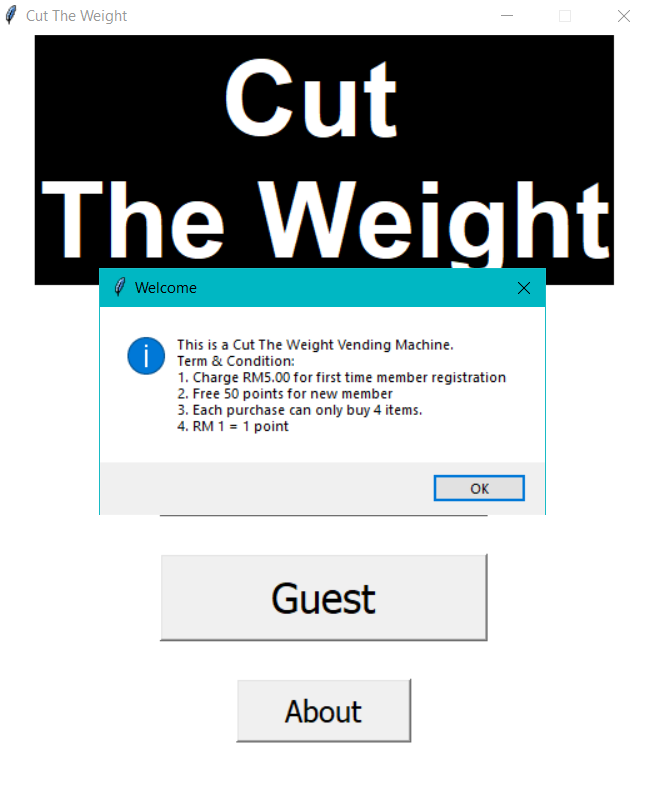 Cut The Weight
Cut
The Weight
Welcome
This is a Cut The Weight Vending Machine.
Term & Condition:
1. Charge RM5.00 for first time member registration
2. Free 50 points for new member
3. Each purchase can only buy 4 items.
4. RM 1 = 1 point
OK
Guest
About